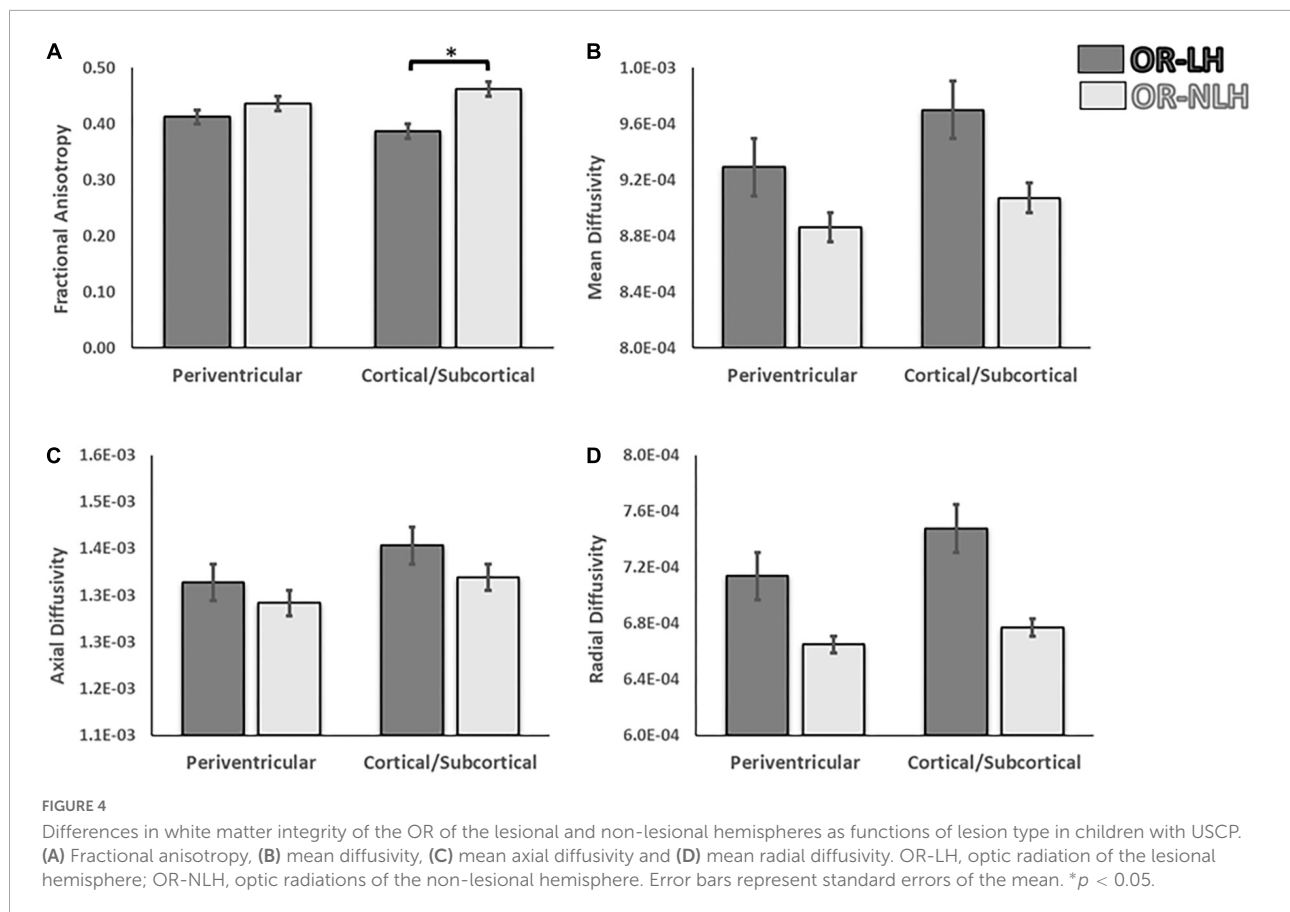 A
*
0.50
0.40
0.30
0.20
0.10
0.00
Fractional Anisotropy
Periventricular
Cortical/Subcortical
B
1.0E-03
9.6E-04
9.2E-04
8.8E-04
8.4E-04
8.0E-04
Mean Diffusivity
Periventricular
Cortical/Subcortical
OR-LH
OR-NLH
C
1.6E-03
1.5E-03
1.4E-03
1.3E-03
1.3E-03
1.2E-03
1.1E-03
Axial Diffusivity
Periventricular
Cortical/Subcortical
D
8.0E-04
7.6E-04
7.2E-04
6.8E-04
6.4E-04
6.0E-04
Radial Diffusivity
Periventricular
Cortical/Subcortical
FIGURE 4
Differences in white matter integrity of the OR of the lesional and non-lesional hemispheres as functions of lesion type in children with USCP.
(A) Fractional anisotropy, (B) mean diffusivity, (C) mean axial diffusivity and (D) mean radial diffusivity. OR-LH, optic radiation of the lesional
hemisphere; OR-NLH, optic radiations of the non-lesional hemisphere. Error bars represent standard errors of the mean. *p < 0.05.